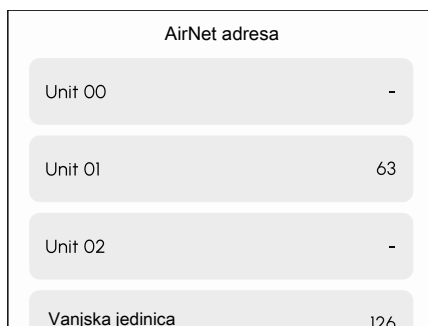 AirNet adresa
Unit 00 -
Unit 01 63
Unit 02 -
Vanjska jedinica 126